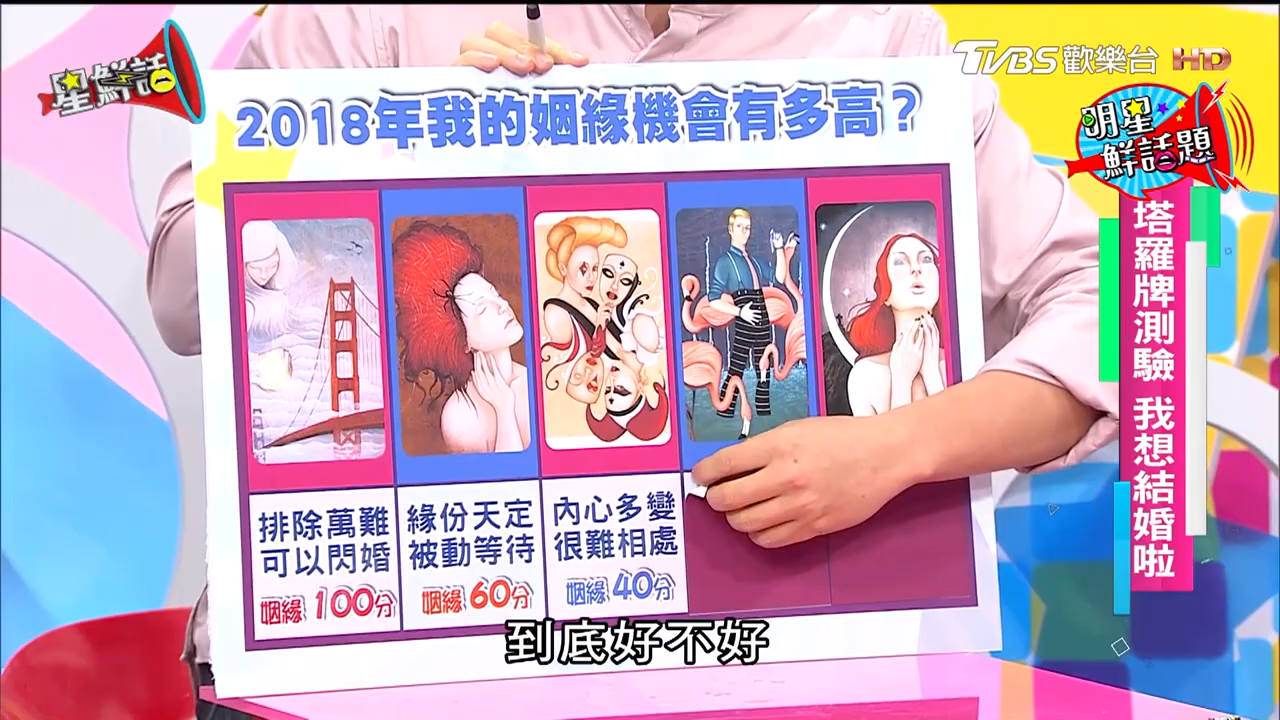 星鮮話
TVBS歡樂台 HD
明星
鮮話題
2018年我的姻緣機會有多高？
塔羅牌測驗 我想結婚啦
排除萬難
可以閃婚
姻緣 100分
緣份天定
被動等待
姻緣 60分
內心多變
很難相處
姻緣 40分
到底好不好